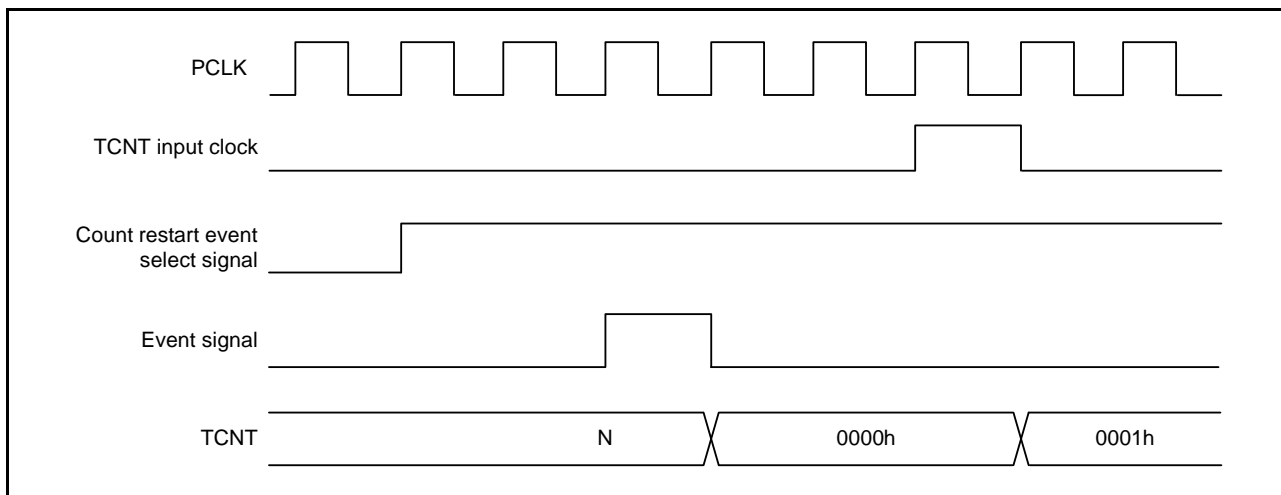 PCLK
TCNT input clock
Count restart event
select signal
Event signal
TCNT
N
0000h
0001h